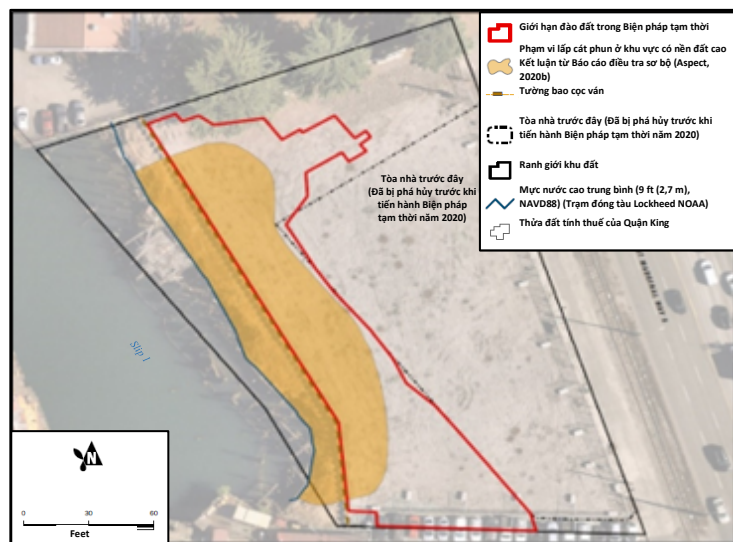 Giới hạn đào đất trong Biện pháp tạm thời
Phạm vi lấp cát phun ở khu vực có nền đất cao
Kết luận từ Báo cáo điều tra sơ bộ (Aspect,
2020b)
Tường bao cọc ván
Tòa nhà trước đây (Đã bị phá hủy trước khi
tiến hành Biện pháp tạm thời năm 2020)
Ranh giới khu đất
Mực nước cao trung bình (9 ft (2,7 m),
NAVD88) (Trạm đóng tàu Lockheed NOAA)
Thửa đất tính thuế của Quận King
Tòa nhà trước đây
(Đã bị phá hủy trước khi
tiến hành Biện pháp
tạm thời năm 2020)
Slip 1
N
0 30 60
Feet